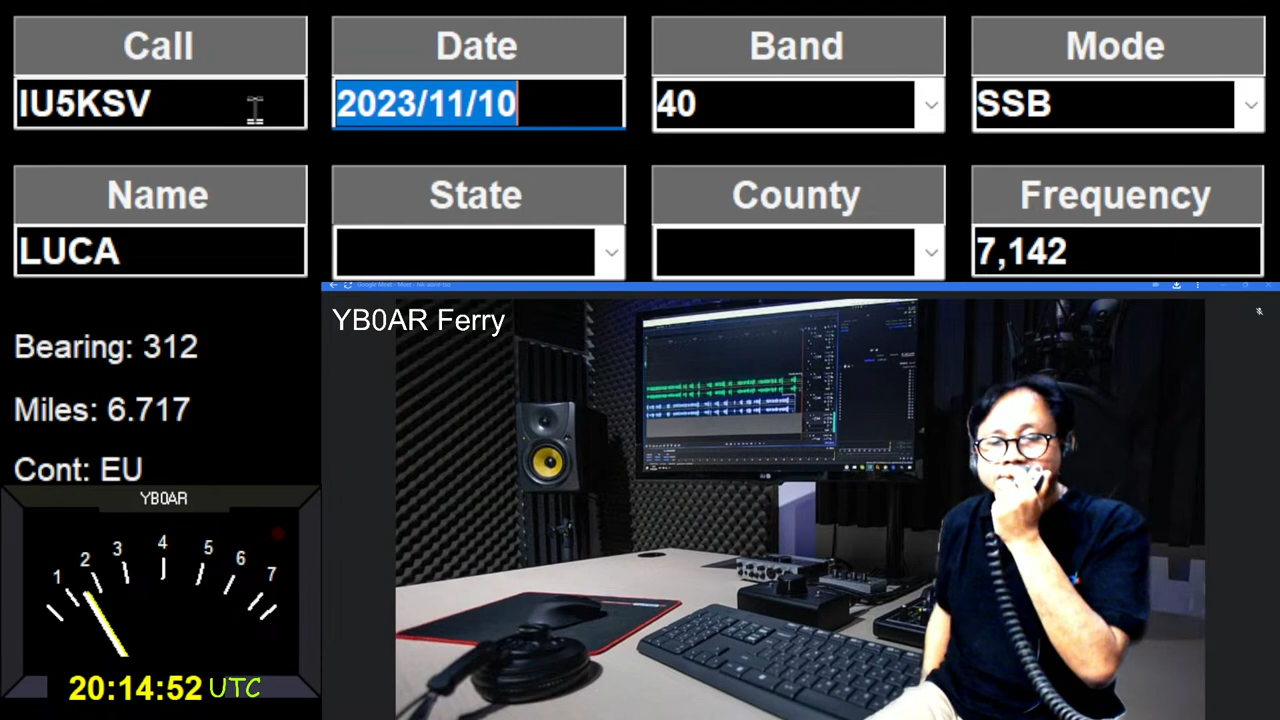 Call
Date
Band
Mode
IU5KSV
2023/11/10
40
SSB
Name
State
County
Frequency
LUCA
7,142
YB0AR Ferry
Bearing: 312
Miles: 6.717
Cont: EU
YB0AR
1 2 3 4 5 6 7
20:14:52 UTC